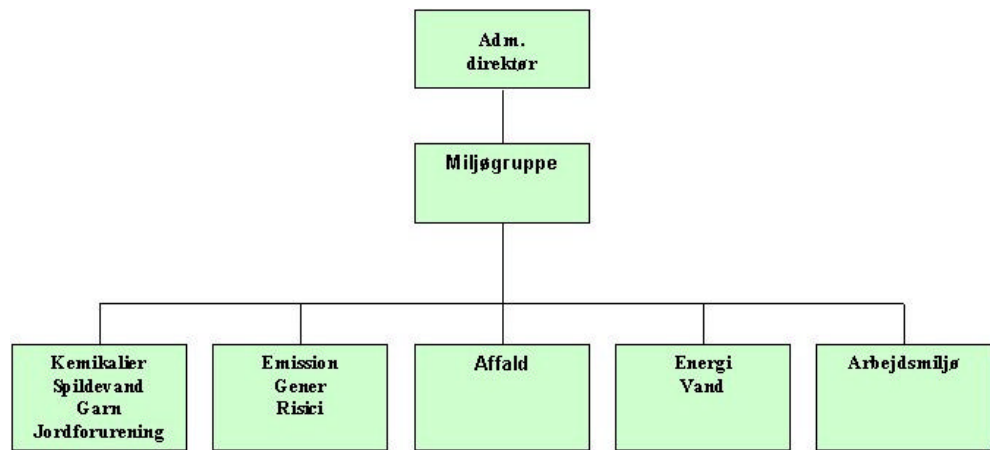 Adm.
direktør
Miljøgruppe
Kemikalier
Spildevand
Garn
Jordforurening
Emission
Gener
Risici
Affald
Energi
Vand
Arbejdsmiljø